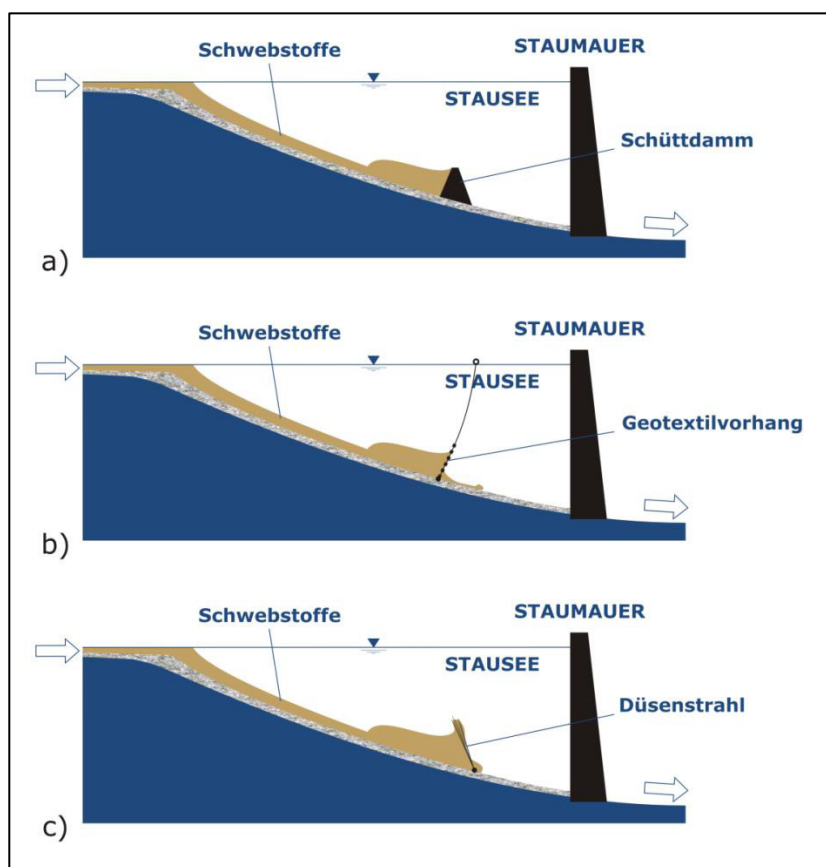 STAUMAUER
Schwebstoffe
STAUSEE
Schüttdamm
a)
STAUMAUER
Schwebstoffe
STAUSEE
Geotextilvorhang
b)
STAUMAUER
Schwebstoffe
STAUSEE
Düsenstrahl
c)